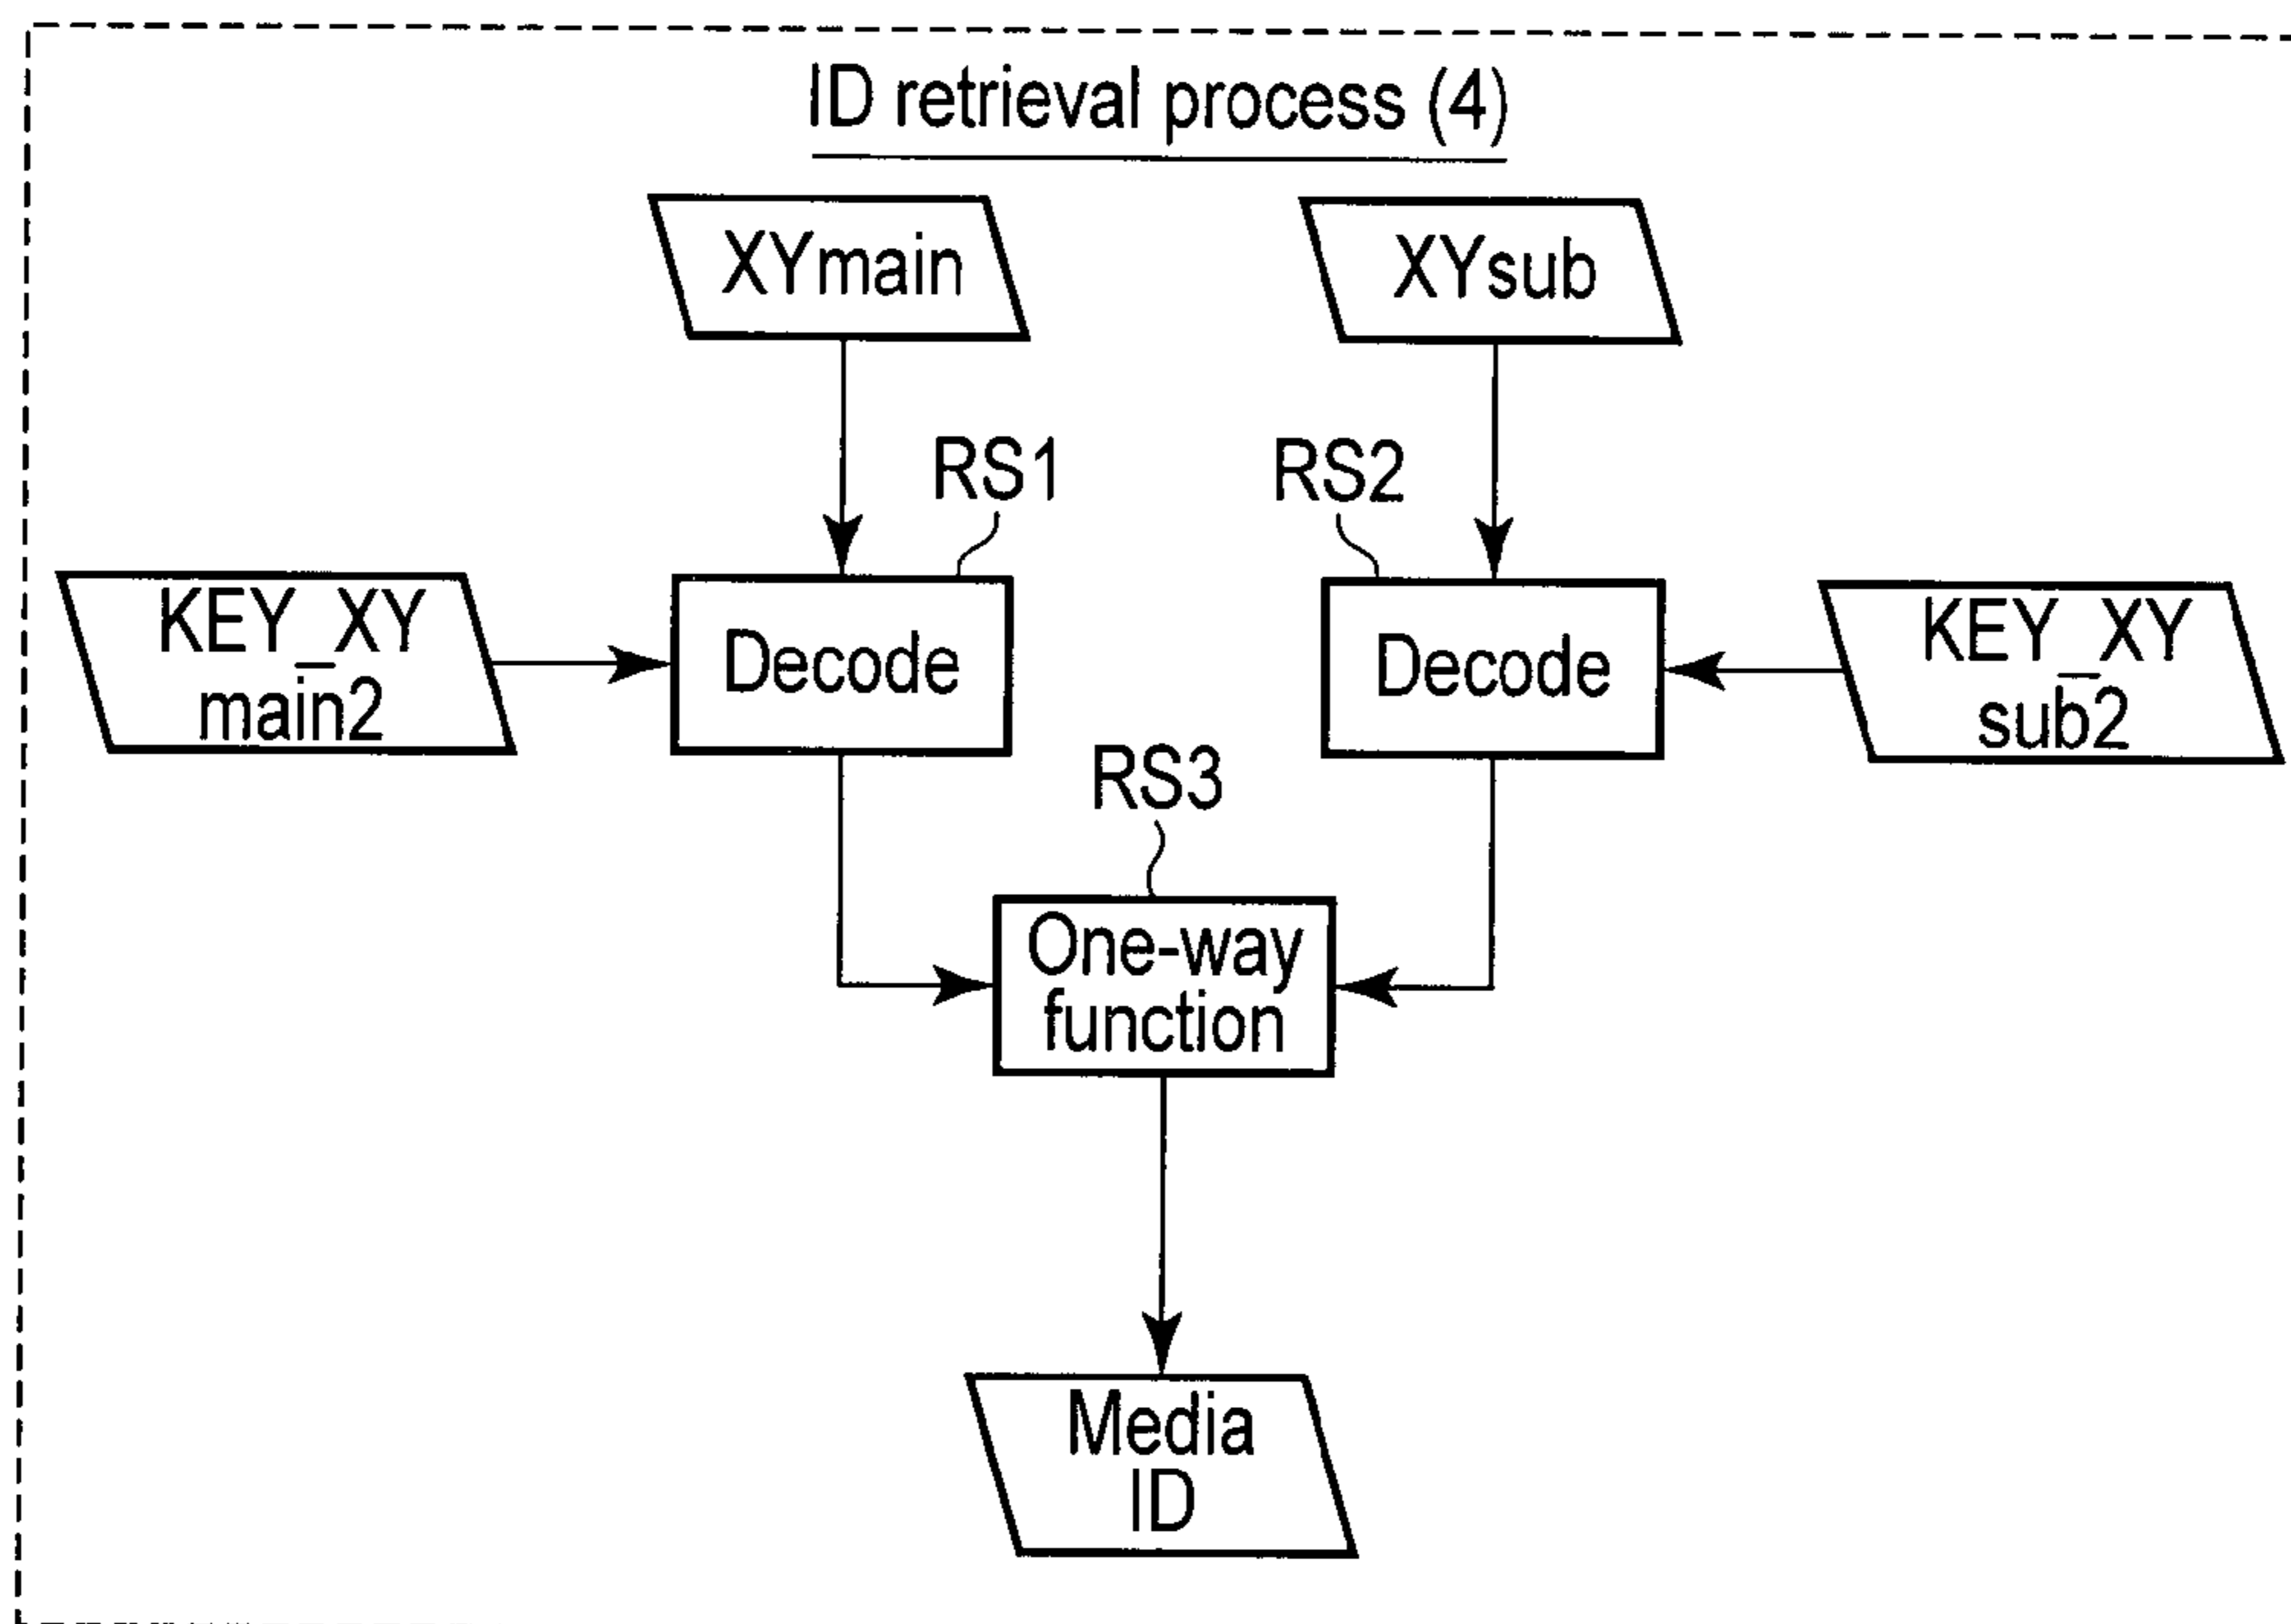 ID retrieval process (4)
XYmain
XYsub
RS1
RS2
KEY_XY
main2
Decode
Decode
KEY_XY
sub2
RS3
One-way
function
Media
ID